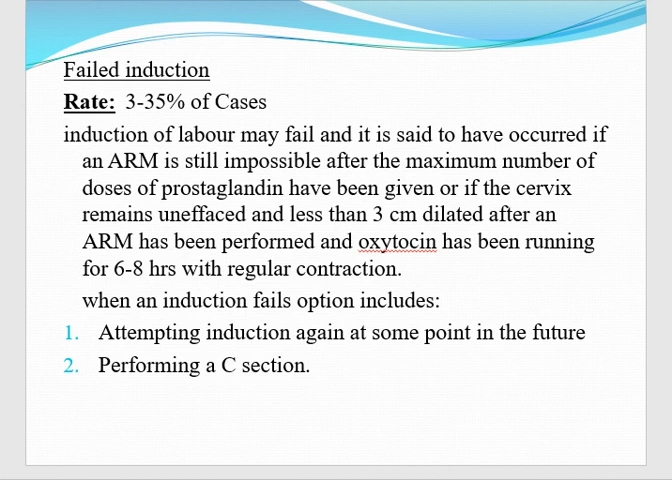 Failed induction
Rate: 3-35% of Cases
induction of labour may fail and it is said to have occurred if
an ARM is still impossible after the maximum number of
doses of prostaglandin have been given or if the cervix
remains uneffaced and less than 3 cm dilated after an
ARM has been performed and oxytocin has been running
for 6-8 hrs with regular contraction.
when an induction fails option includes:
1. Attempting induction again at some point in the future
2. Performing a C section.